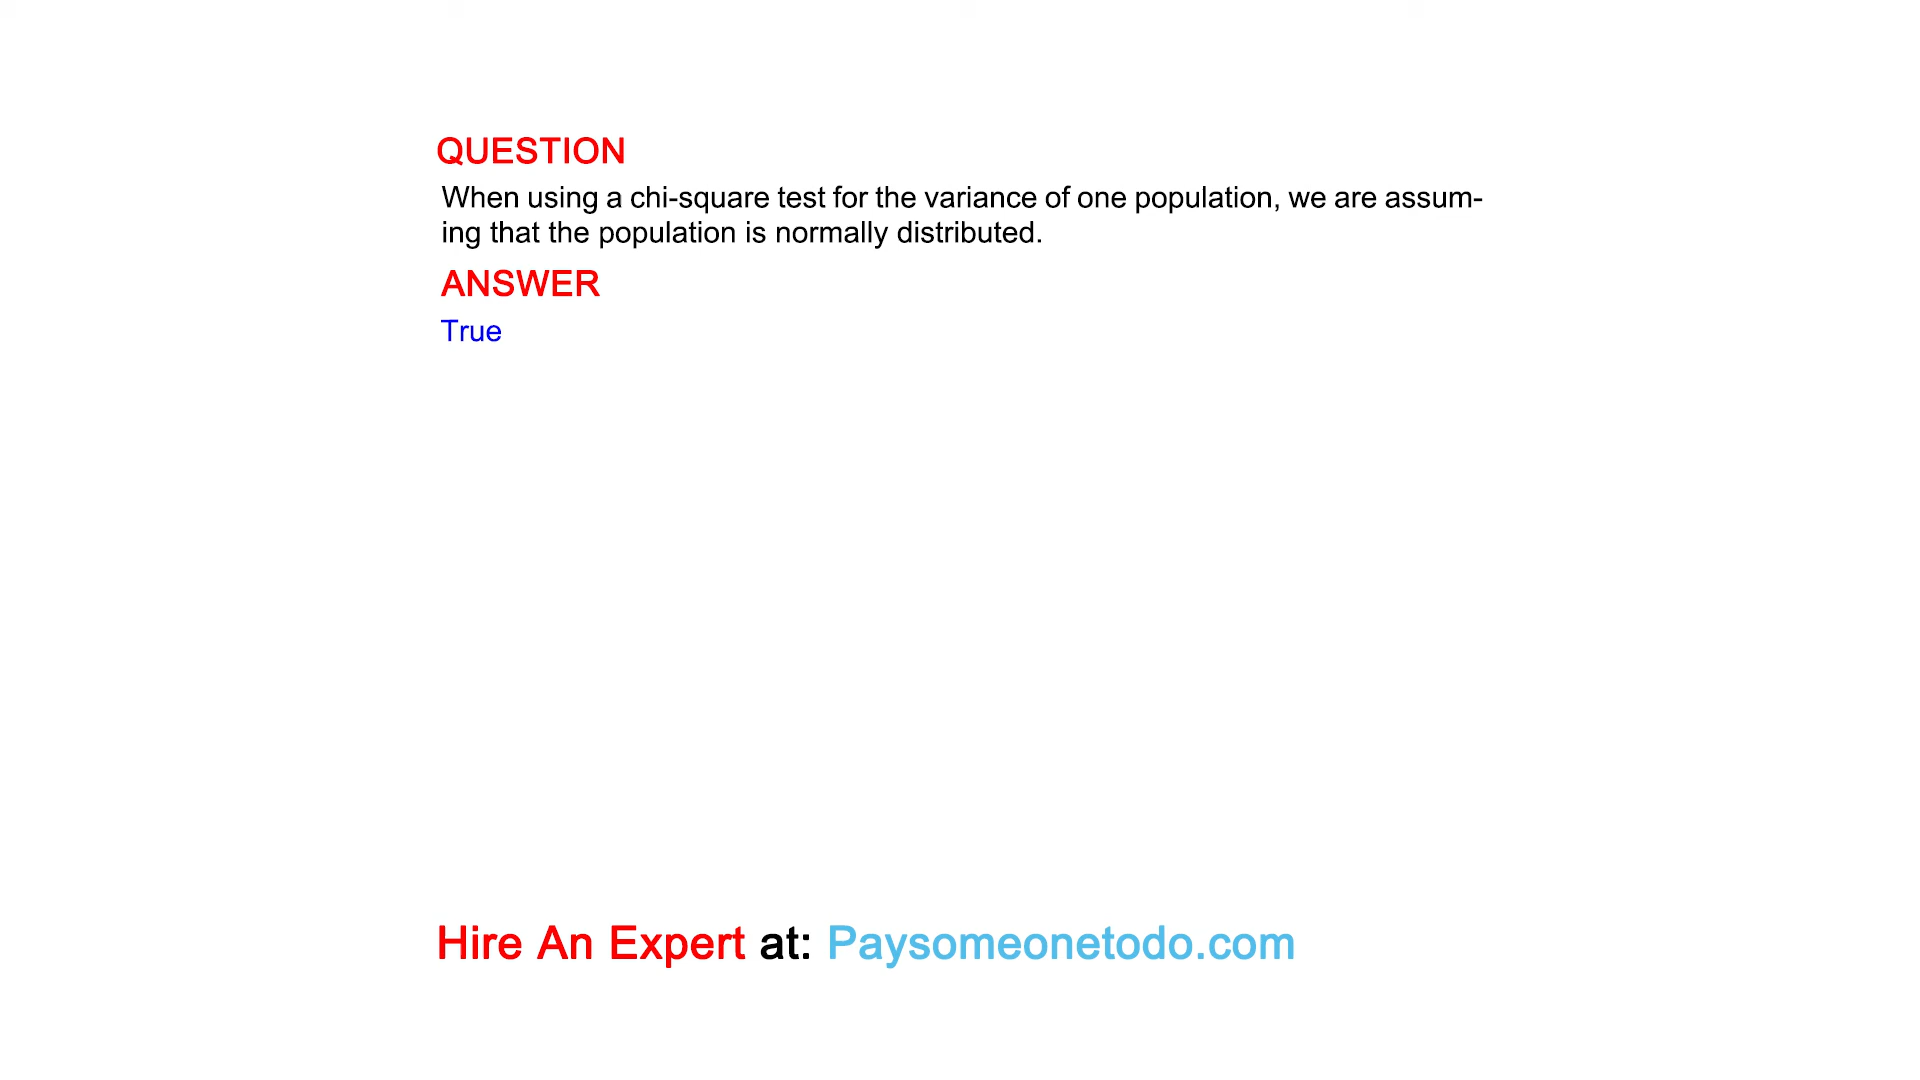 QUESTION
When using a chi-square test for the variance of one population, we are assum-
ing that the population is normally distributed.
ANSWER
True
Hire An Expert at: Paysomeonetodo.com